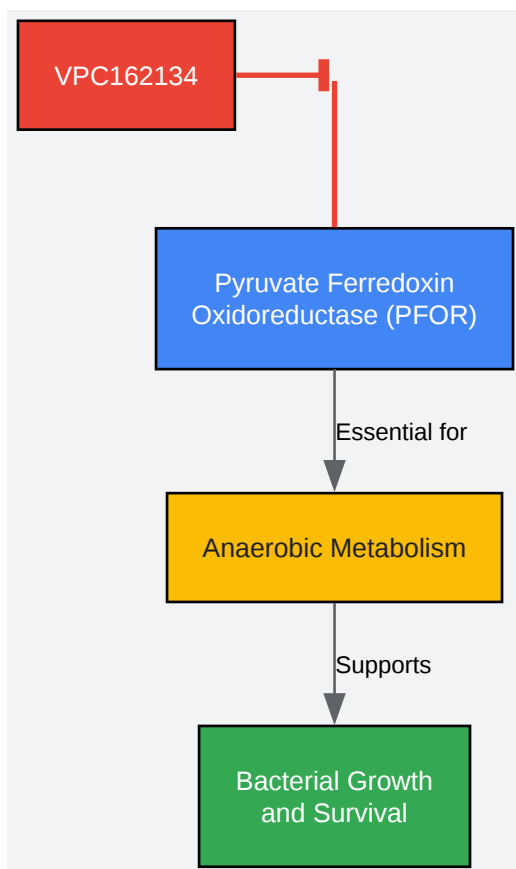 VPC162134
Pyruvate Ferredoxin
Oxidoreductase (PFOR)
Essential for
Anaerobic Metabolism
Supports
Bacterial Growth
and Survival